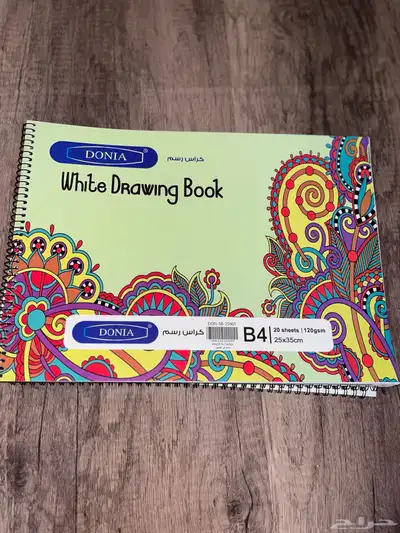 DONIA
كراس رسم
White Drawing Book
DONIA
كراس رسم
B4
20 sheets | 120gsm
25x35cm
حراج